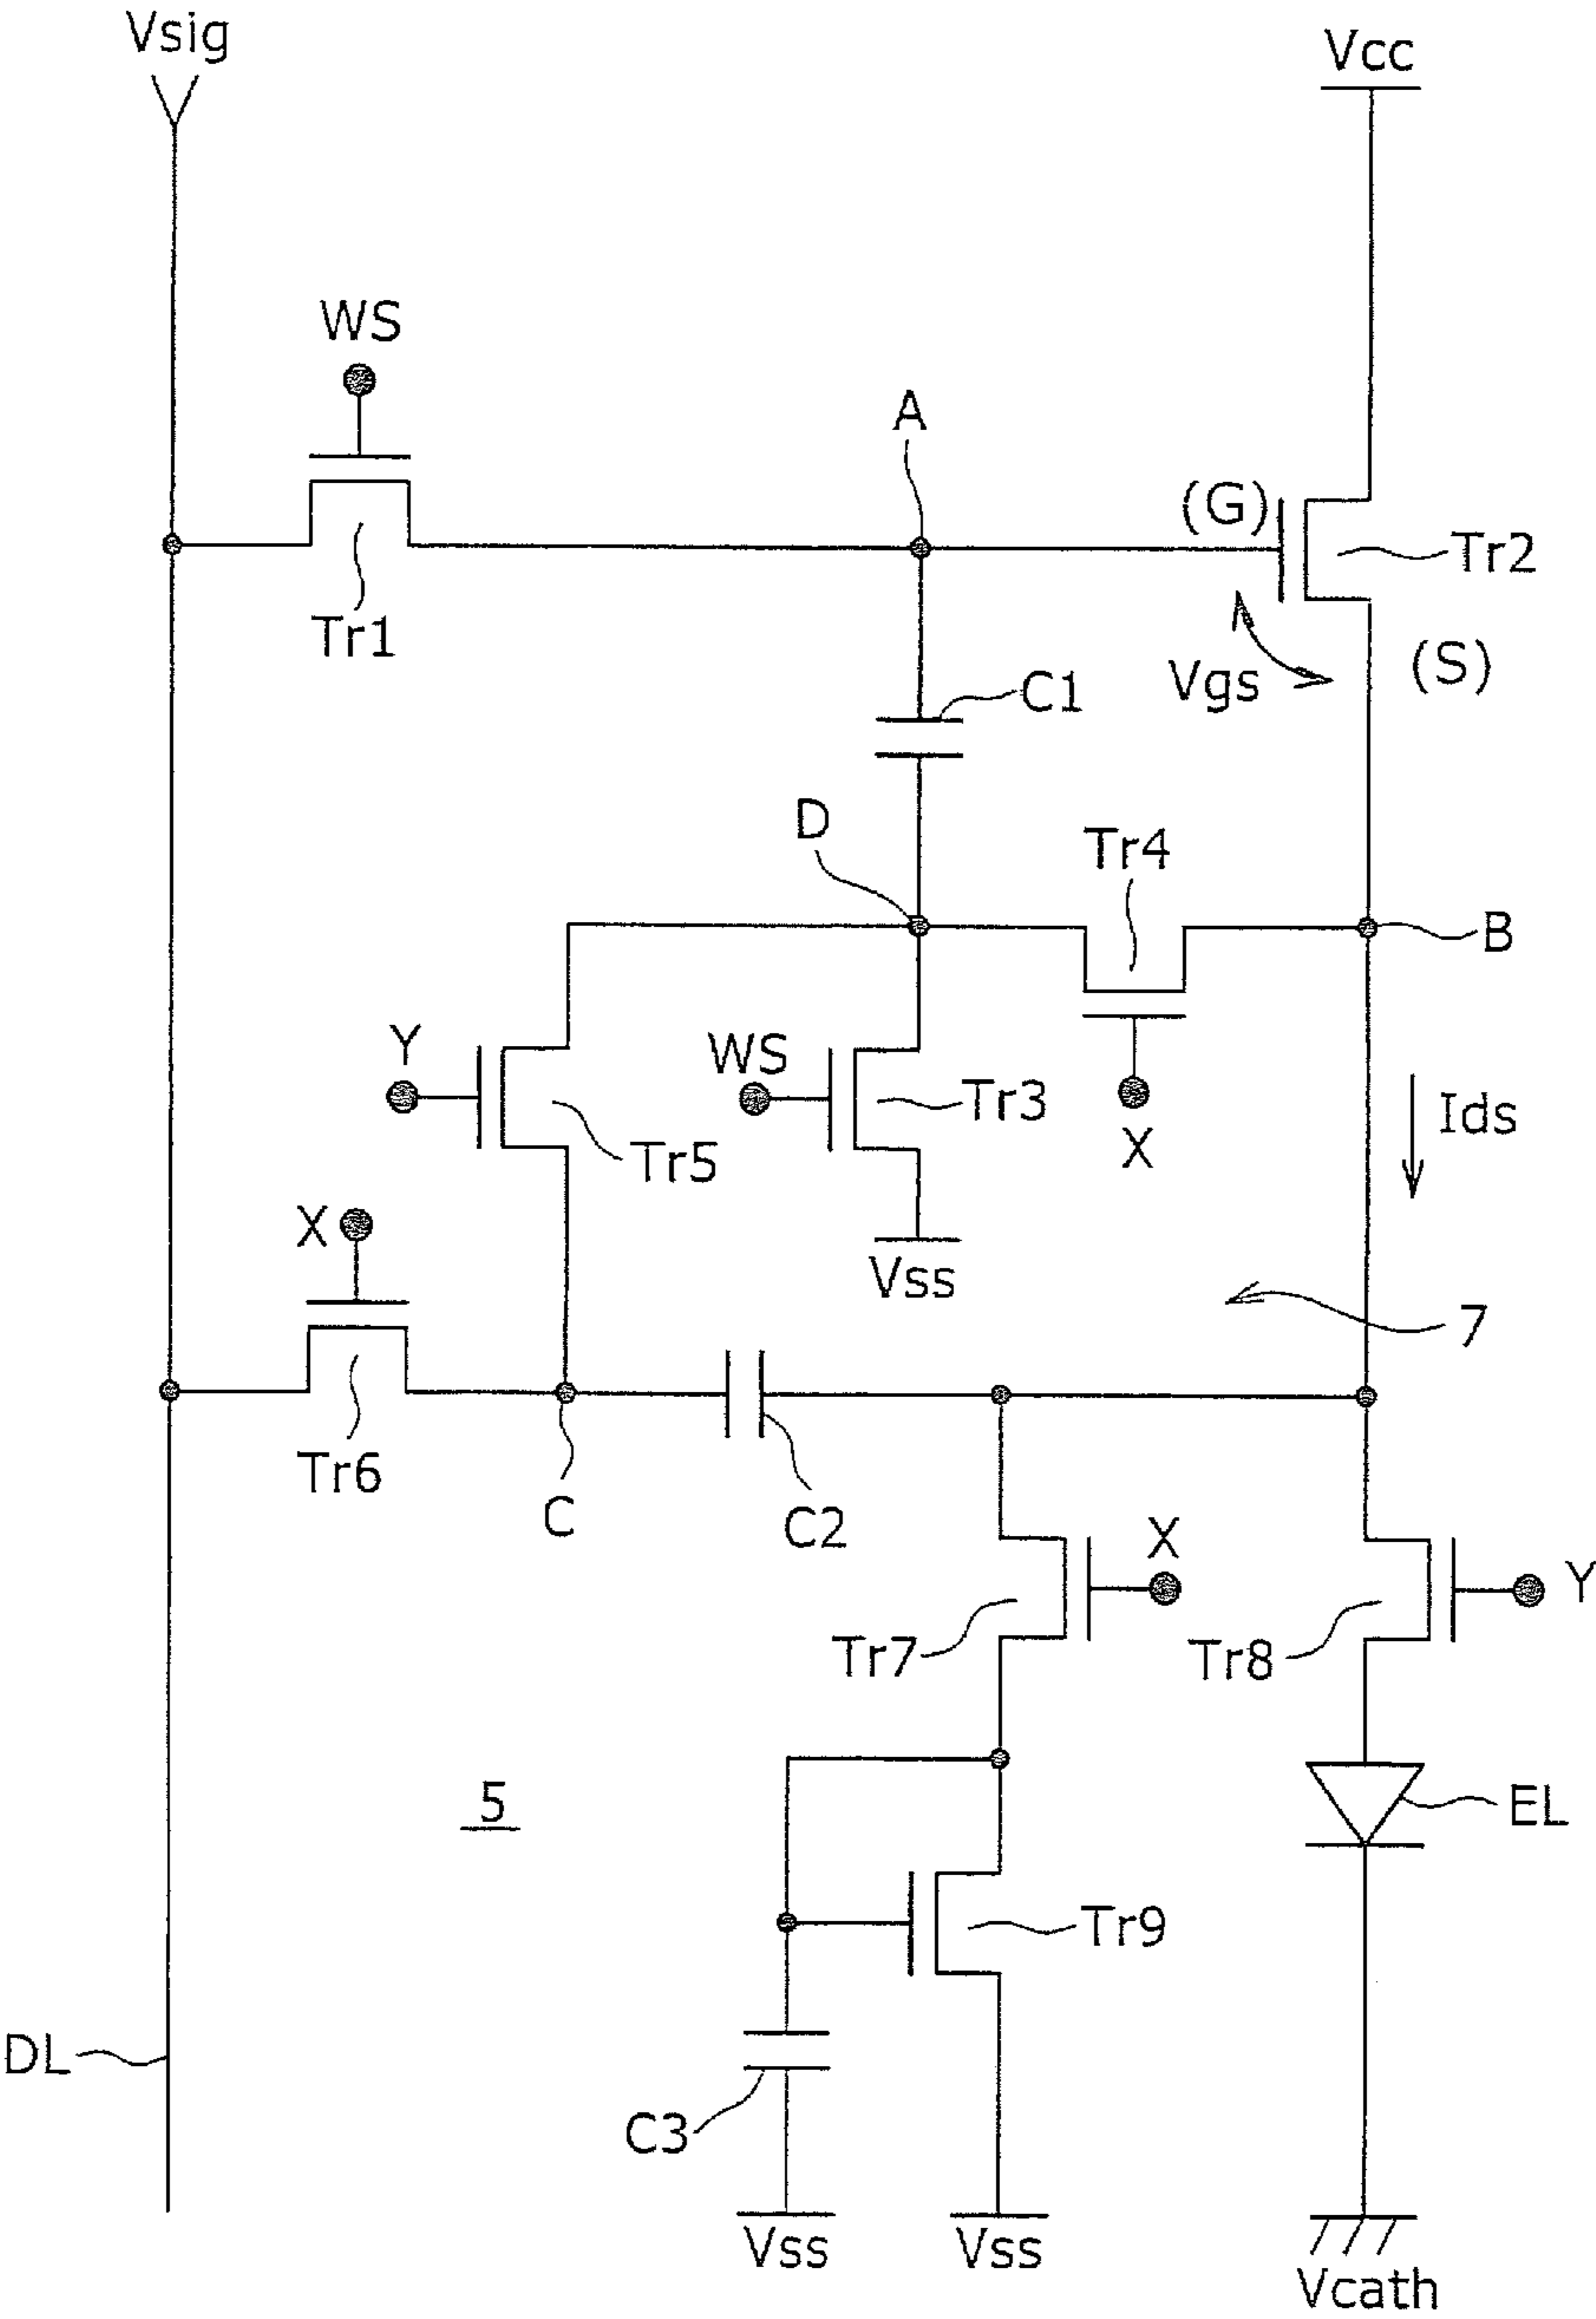 Vsig
Vcc
WS
A
(G)
Tr2
Tr1
Vgs
(S)
C1
D
Tr4
B
Y
WS
Tr3
X
Ids
Tr5
X
Vss
7
Tr6
C
C2
X
Y
Tr7
Tr8
5
EL
Tr9
DL
C3
Vss
Vss
Vcath